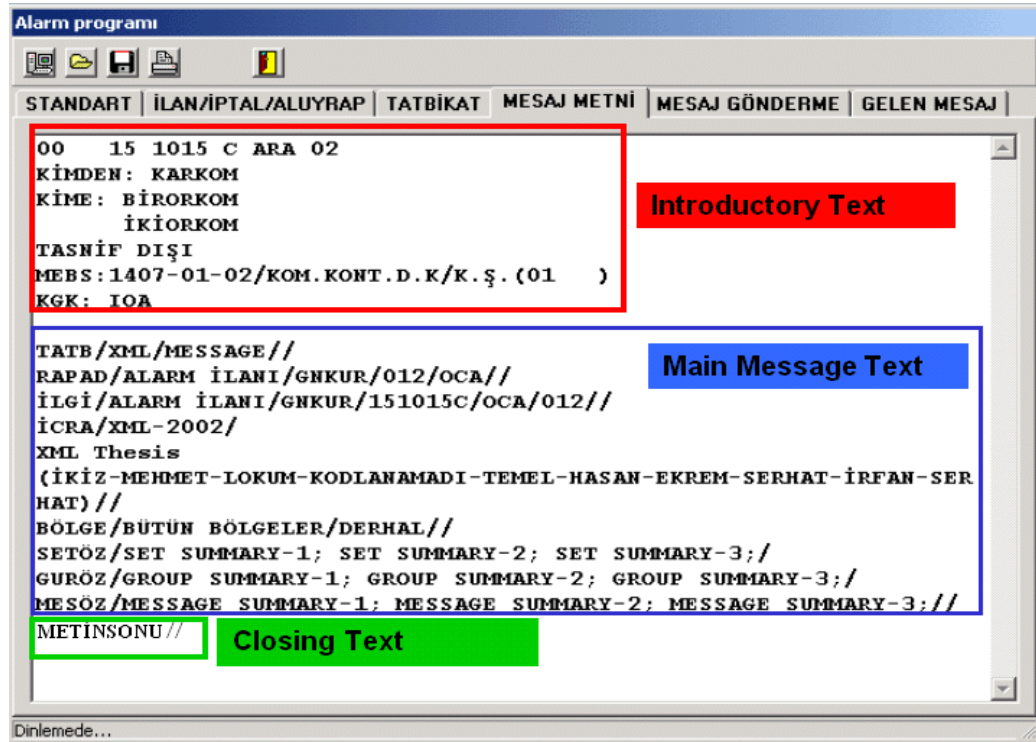 Alarm programı
STANDART İLAN/İPTAL/ALUYRAP TATBİKAT MESAJ METNİ MESAJ GÖNDERME GELEN MESAJ
00 15 1015 C ARA 02
KİMDEN: KARKOM
KİME: BİRORKOM
İKİORKOM
TASNİF DIŞI
MEBS:1407-01-02/KOM.KONT.D.K/K.Ş.(01 )
KGK: IOA
Introductory Text
TATB/XML/MESSAGE//
RAPAD/ALARM İLANI/GNKUR/012/OCA//
İLGİ/ALARM İLANI/GNKUR/151015C/OCA/012//
İCRA/XML-2002/
XML Thesis
(İKİZ-MEHMET-LOKUM-KODLANAMADI-TEMEL-HASAN-EKREM-SERHAT-İRFAN-SER
HAT)//
BÖLGE/BÜTÜN BÖLGELER/DERHAL//
SETÖZ/SET SUMMARY-1; SET SUMMARY-2; SET SUMMARY-3;/
GURÖZ/GROUP SUMMARY-1; GROUP SUMMARY-2; GROUP SUMMARY-3;/
MESÖZ/MESSAGE SUMMARY-1; MESSAGE SUMMARY-2; MESSAGE SUMMARY-3;//
Main Message Text
METİNSONU//
Closing Text
Dinlemede...